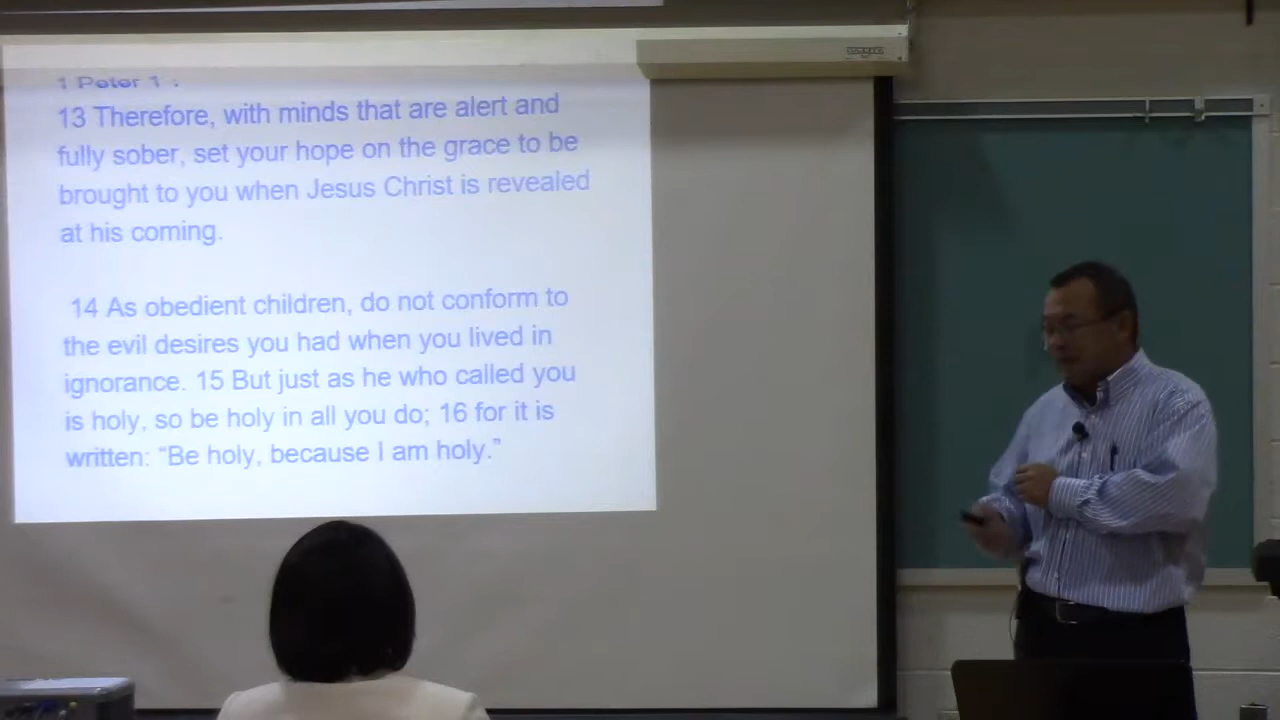 1 Peter 1 :
13 Therefore, with minds that are alert and
fully sober, set your hope on the grace to be
brought to you when Jesus Christ is revealed
at his coming.
14 As obedient children, do not conform to
the evil desires you had when you lived in
ignorance. 15 But just as he who called you
is holy, so be holy in all you do; 16 for it is
written: “Be holy, because I am holy.”